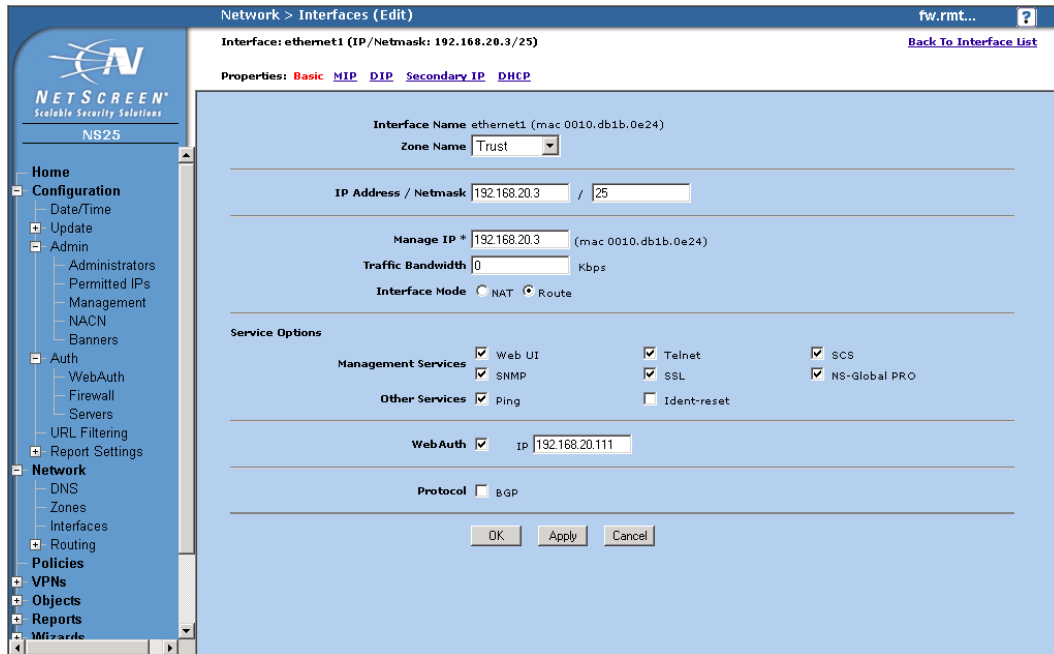 Network > Interfaces (Edit) fw.rmt... ?
Interface: ethernet1 (IP/Netmask: 192.168.20.3/25) Back To Interface List
Properties: Basic MIP DIP Secondary IP DHCP
N
NETSCREEN
Scalable Security Solutions
NS25
Home
Configuration
Date/Time
Update
Admin
Administrators
Permitted IPs
Management
NACN
Banners
Auth
WebAuth
Firewall
Servers
URL Filtering
Report Settings
Network
DNS
Zones
Interfaces
Routing
Policies
VPNs
Objects
Reports
Wizards
Interface Name ethernet1 (mac 0010.db1b.0e24)
Zone Name Trust
IP Address / Netmask 192.168.20.3 / 25
Manage IP * 192.168.20.3 (mac 0010.db1b.0e24)
Traffic Bandwidth 0 Kbps
Interface Mode NAT Route
Service Options
Management Services Web UI Telnet SCS
SNMP SSL NS-Global PRO
Other Services Ping Ident-reset
WebAuth IP 192.168.20.111
Protocol BGP
OK Apply Cancel